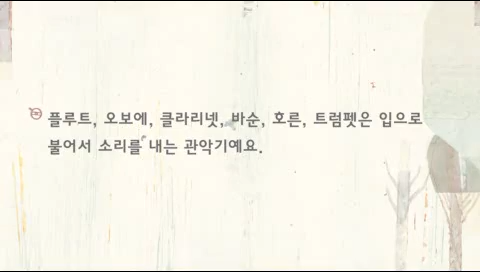 플루트, 오보에, 클라리넷, 바순, 호른, 트럼펫은 입으로
불어서 소리를 내는 관악기예요.